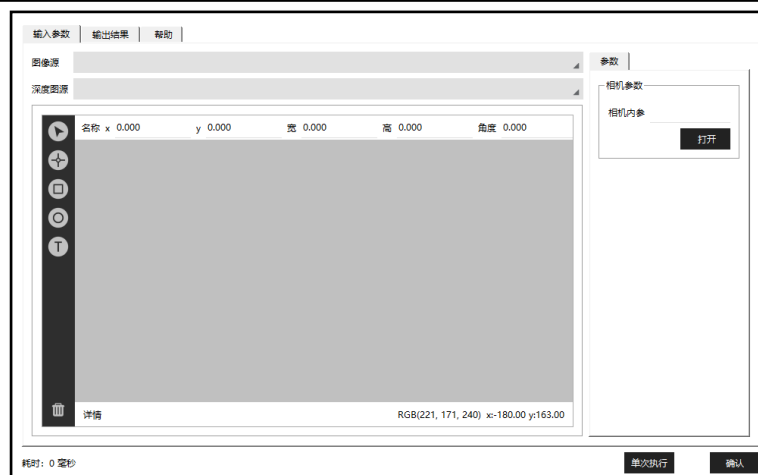 输入参数 输出结果 帮助
图像源
深度图源
名称 x 0.000 y 0.000 宽 0.000 高 0.000 角度 0.000
T
详情 RGB(221, 171, 240) x:-180.00 y:163.00
参数
相机参数
相机内参
打开
耗时: 0 毫秒 单次执行 确认